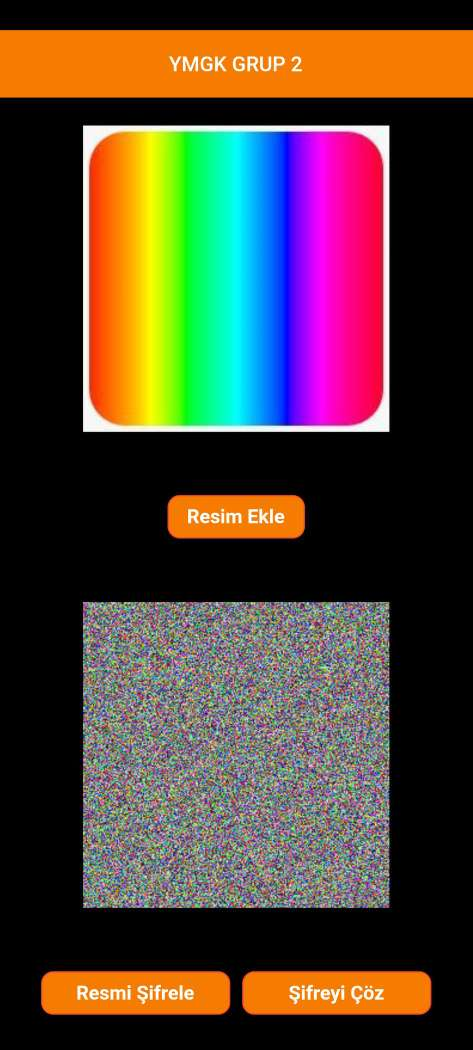 YMGK GRUP 2
Resim Ekle
Resmi Şifrele
Şifreyi Çöz